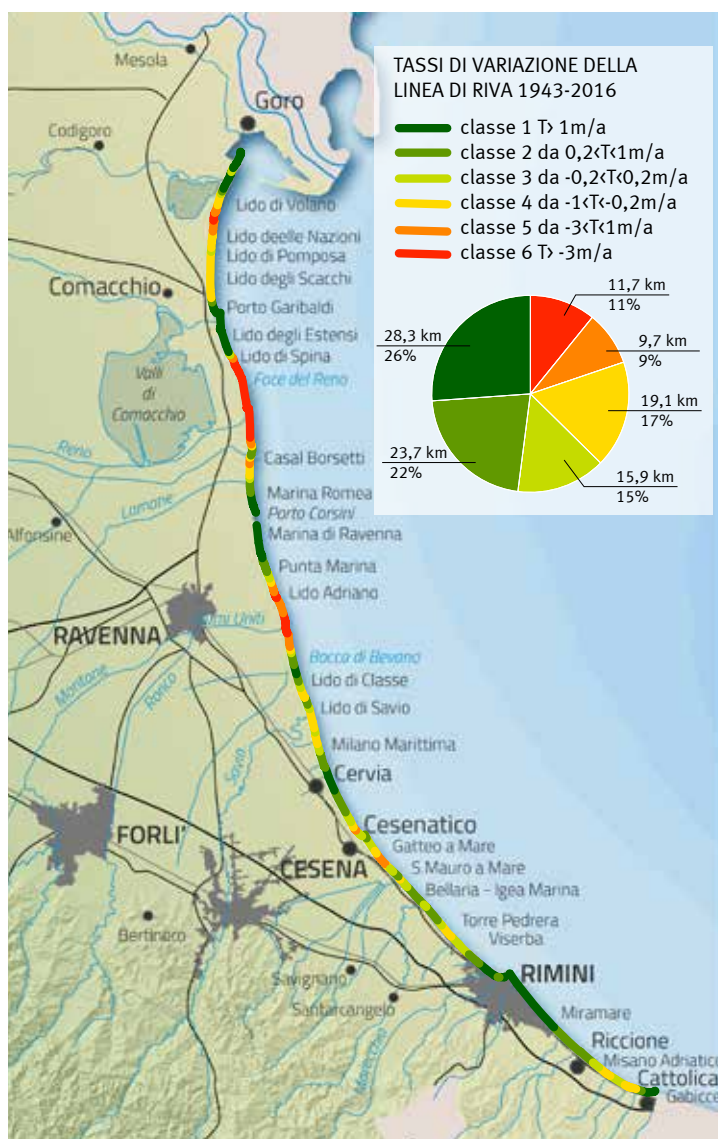 TASSI DI VARIAZIONE DELLA
LINEA DI RIVA 1943-2016
classe 1 T› 1m/a
classe 2 da 0,2‹T‹1m/a
classe 3 da -0,2‹T‹0,2m/a
classe 4 da -1‹T‹-0,2m/a
classe 5 da -3‹T‹1m/a
classe 6 T› -3m/a
11,7 km
11%
9,7 km
9%
19,1 km
17%
15,9 km
15%
23,7 km
22%
28,3 km
26%
Mesola
Goro
Codigoro
Lido di Volano
Lido deelle Nazioni
Lido di Pomposa
Lido degli Scacchi
Comacchio
Porto Garibaldi
Lido degli Estensi
Lido di Spina
Foce del Reno
Valli
di
Comacchio
Reno
Casal Borsetti
Lamone
Marina Romea
Porto Corsini
Alfonsine
Marina di Ravenna
Punta Marina
Lido Adriano
Uniti
RAVENNA
Montone
Ronco
Bocca di Bevano
Lido di Classe
Lido di Savio
Savio
Milano Marittima
Cervia
FORLI'
Cesenatico
CESENA
Gatteo a Mare
S.Mauro a Mare
Bellaria - Igea Marina
Bertinoro
Torre Pedrera
Viserba
Savignano
RIMINI
Santarcangelo
Miramare
Marecchia
Riccione
Misano Adriatico
Cattolica
Gabicce